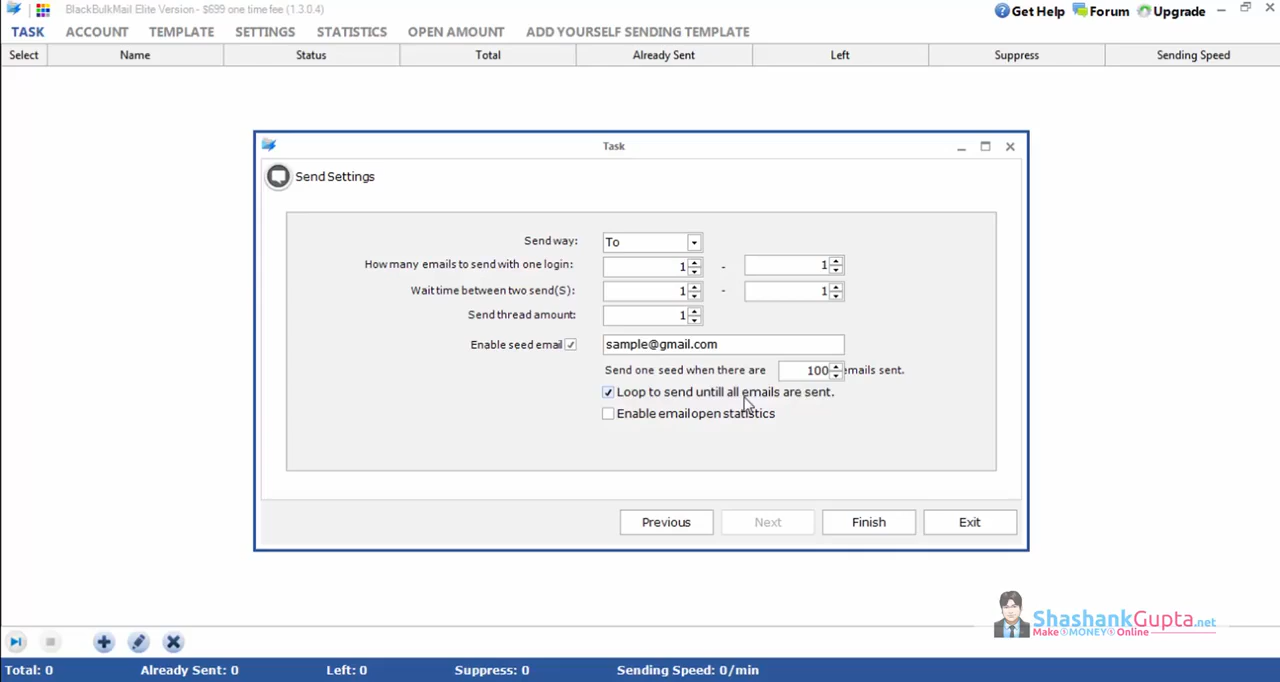 BlackBulkMail Elite Version - $699 one time fee (1.3.0.4)
Get Help Forum Upgrade
TASK ACCOUNT TEMPLATE SETTINGS STATISTICS OPEN AMOUNT ADD YOURSELF SENDING TEMPLATE
Select Name Status Total Already Sent Left Suppress Sending Speed
Task
Send Settings
Send way: To
How many emails to send with one login: 1 - 1
Wait time between two send(S): 1 - 1
Send thread amount: 1
Enable seed email sample@gmail.com
Send one seed when there are 100 emails sent.
Loop to send untill all emails are sent.
Enable email open statistics
Previous Next Finish Exit
ShashankGupta.net
Make MONEY Online
Total: 0 Already Sent: 0 Left: 0 Suppress: 0 Sending Speed: 0/min